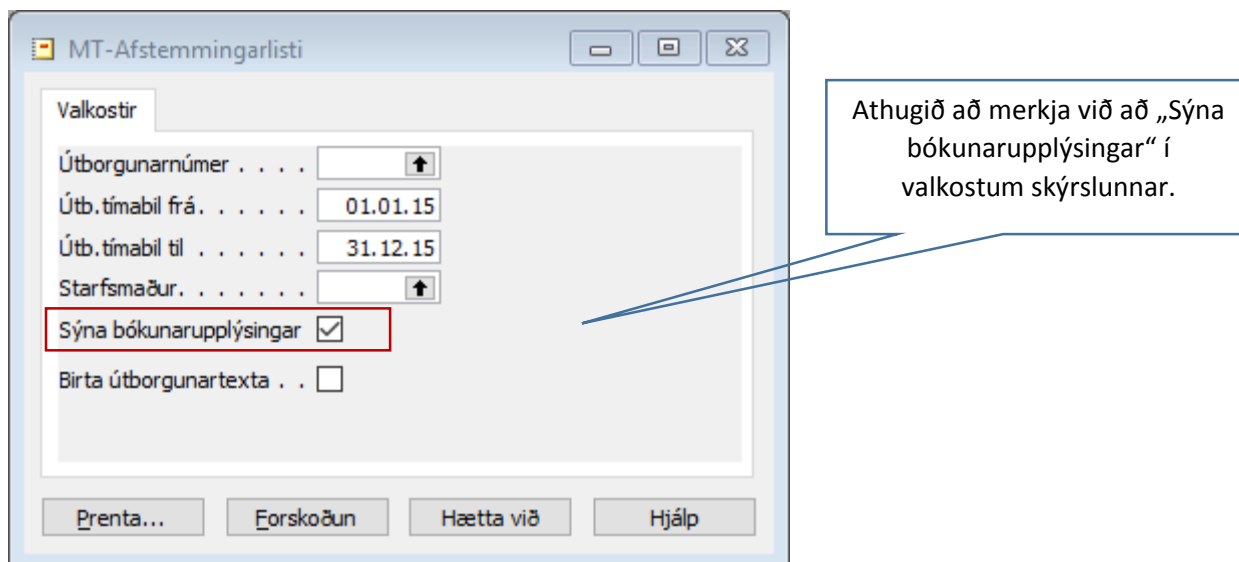 MT-Afstemmingarlisti
Valkostir
Útborgunarnúmer . . . .
Útb.tímabil frá. . . . . . 01.01.15
Útb.tímabil til . . . . . . 31.12.15
Starfsmaður. . . . . . .
Sýna bókunarupplýsingar
Birta útborgunartexta . .
Prenta... Forskoðun Hætta við Hjálp
Athugið að merkja við að „Sýna
bókunarupplýsingar“ í
valkostum skýrslunnar.